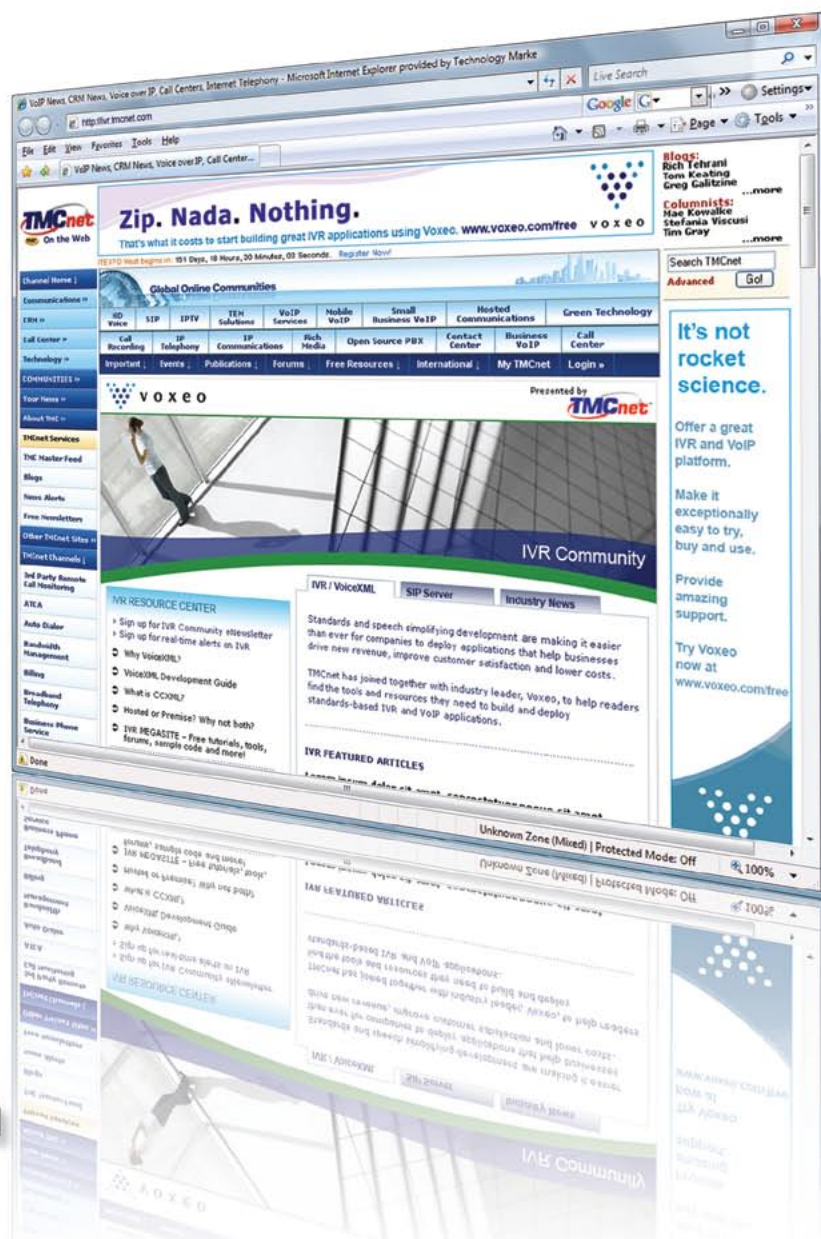 VoIP News, CRM News, Voice over IP, Call Centers, Internet Telephony - Microsoft Internet Explorer provided by Technology Marke
http://ivr.tmcnet.com
Live Search
File Edit View Favorites Tools Help
Google
Settings
VoIP News, CRM News, Voice over IP, Call Center...
Page Tools
TMCnet
On the Web
Zip. Nada. Nothing.
That's what it costs to start building great IVR applications using Voxeo. www.voxeo.com/free
voxeo
Blogs:
Rich Tehrani
Tom Keating
Greg Galitzine
...more
Columnists:
Mae Kowalke
Stefania Viscusi
Tim Gray
...more
Search TMCnet
Advanced Go!
ITEXPO West begins in: 151 Days, 18 Hours, 30 Minutes, 03 Seconds. Register Now!
Global Online Communities
HD Voice
SIP
IPTV
TEM Solutions
VoIP Services
Mobile VoIP
Small Business VoIP
Hosted Communications
Green Technology
Call Recording
IP Telephony
IP Communications
Rich Media
Open Source PBX
Contact Center
Business VoIP
Call Center
Important Events Publications Forums Free Resources International My TMCnet Login »
Channel Home
Communications »
CRM »
Call Center »
Technology »
COMMUNITIES »
Your News »
About TMC »
TMCnet Services
TMC Master Feed
Blogs
News Alerts
Free Newsletters
Other TMCnet Sites »
TMCnet Channels
3rd Party Remote
Call Monitoring
ATCA
Auto Dialer
Bandwidth
Management
Billing
Broadband
Telephony
Business Phone
Service
voxeo
Presented by
TMCnet
IVR Community
IVR RESOURCE CENTER
› Sign up for IVR Community eNewsletter
› Sign up for real-time alerts on IVR
Why VoiceXML?
VoiceXML Development Guide
What is CCXML?
Hosted or Premise? Why not both?
IVR MEGASITE - Free tutorials, tools,
forums, sample code and more!
IVR / VoiceXML
SIP Server
Industry News
Standards and speech simplifying development are making it easier
than ever for companies to deploy applications that help businesses
drive new revenue, improve customer satisfaction and lower costs.
TMCnet has joined together with industry leader, Voxeo, to help readers
find the tools and resources they need to build and deploy
standards-based IVR and VoIP applications.
IVR FEATURED ARTICLES
It's not
rocket
science.
Offer a great
IVR and VoIP
platform.
Make it
exceptionally
easy to try,
buy and use.
Provide
amazing
support.
Try Voxeo
now at
www.voxeo.com/free
Done
Unknown Zone (Mixed) | Protected Mode: Off
100%